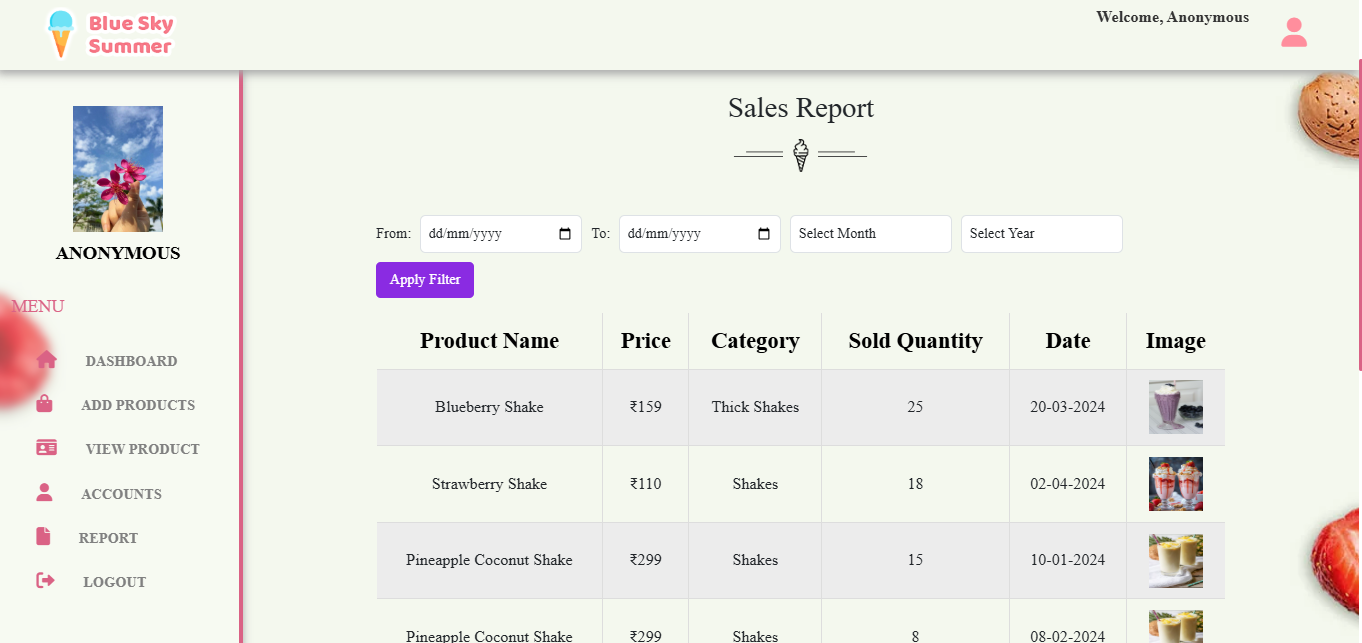 Blue Sky
Summer
Welcome, Anonymous
ANONYMOUS
MENU
DASHBOARD
ADD PRODUCTS
VIEW PRODUCT
ACCOUNTS
REPORT
LOGOUT
Sales Report
From: dd/mm/yyyy To: dd/mm/yyyy Select Month Select Year
Apply Filter
Product Name Price Category Sold Quantity Date Image
Blueberry Shake ₹159 Thick Shakes 25 20-03-2024
Strawberry Shake ₹110 Shakes 18 02-04-2024
Pineapple Coconut Shake ₹299 Shakes 15 10-01-2024
Pineapple Coconut Shake ₹299 Shakes 8 08-02-2024